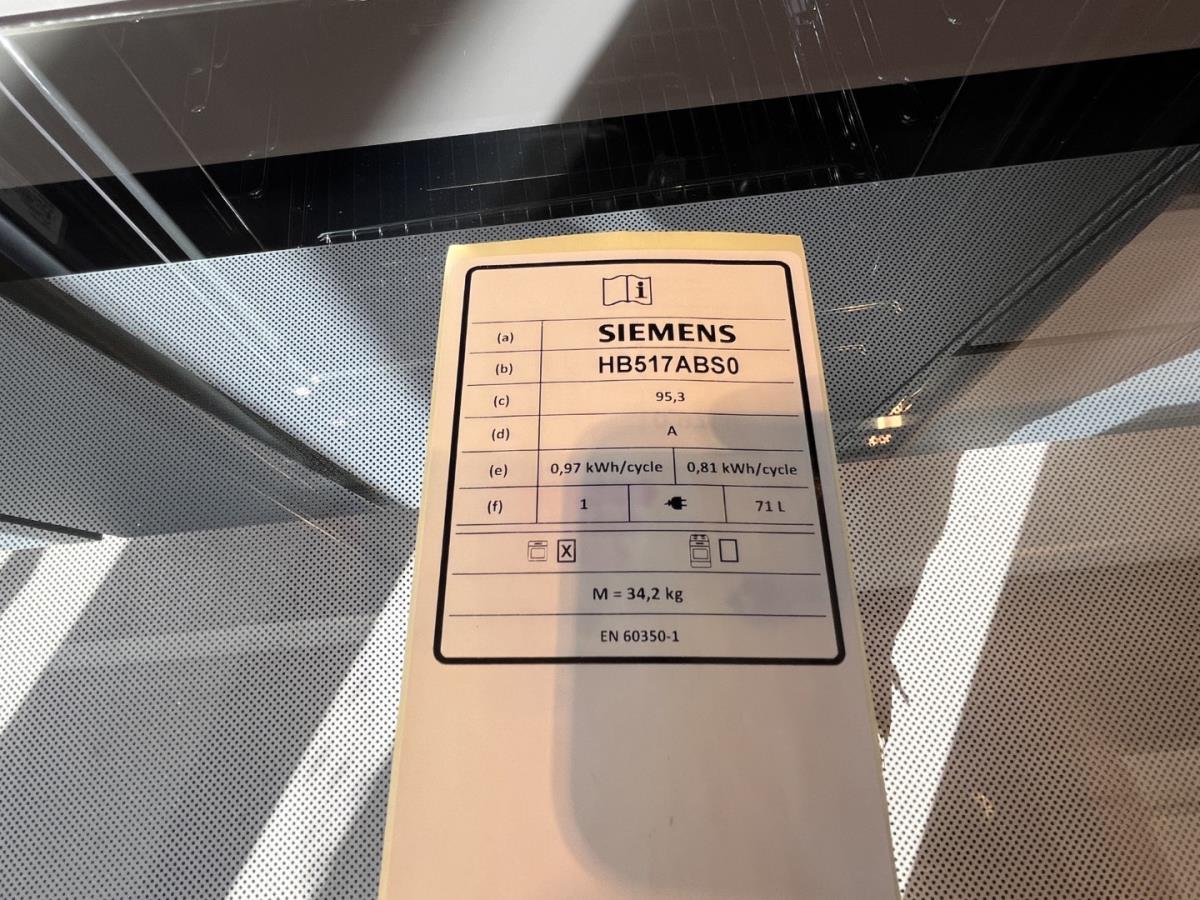 i
(a) SIEMENS
(b) HB517ABS0
(c) 95,3
(d) A
(e) 0,97 kWh/cycle 0,81 kWh/cycle
(f) 1 71 L
X
M = 34,2 kg
EN 60350-1